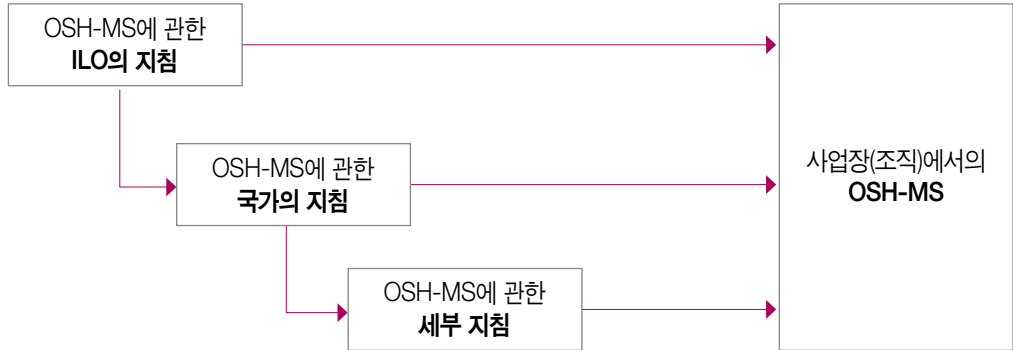 OSH-MS에 관한
ILO의 지침
OSH-MS에 관한
국가의 지침
사업장(조직)에서의
OSH-MS
OSH-MS에 관한
세부 지침